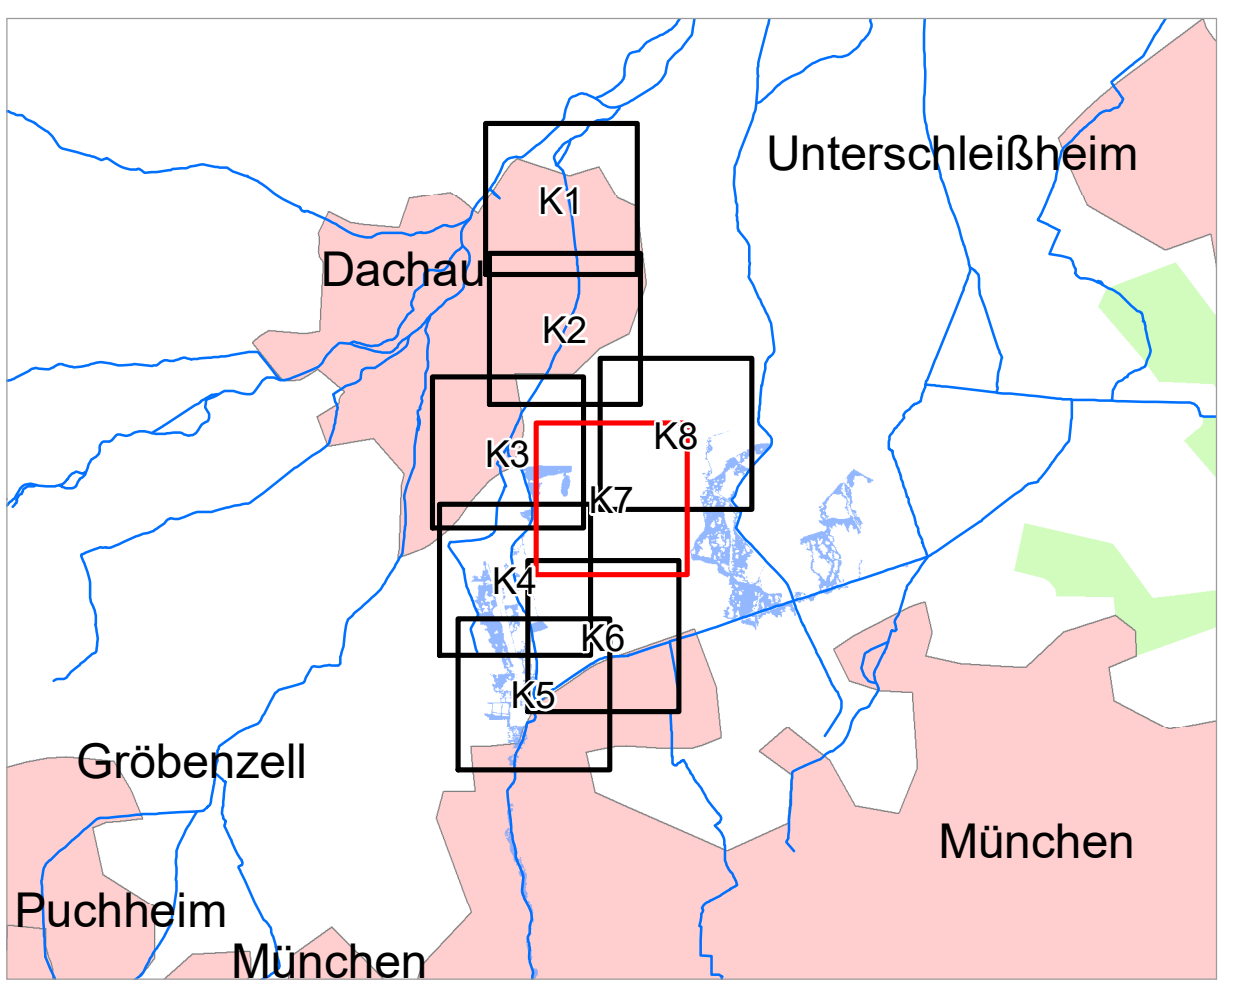 Unterschleißheim
K1
Dachau
K2
K8
K3
K7
K4
K6
K5
Gröbenzell
München
Puchheim
München